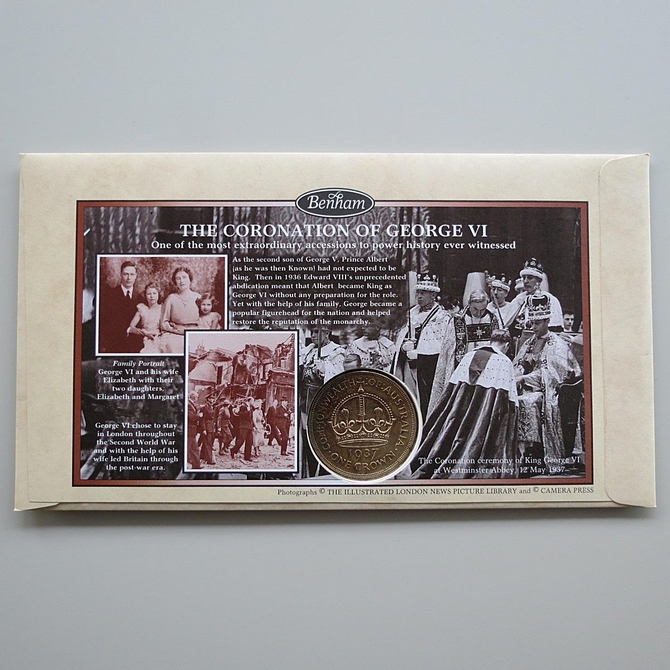 Benham
THE CORONATION OF GEORGE VI
One of the most extraordinary accessions to power history ever witnessed
As the second son of George V, Prince Albert
(as he was then Known) had not expected to be
King. Then in 1936 Edward VIII's unprecedented
abdication meant that Albert became King as
George VI without any preparation for the role.
Yet with the help of his family, George became a
popular figurehead for the nation and helped
restore the reputation of the monarchy.
Family Portrait
George VI and his wife
Elizabeth with their
two daughters,
Elizabeth and Margaret
George VI chose to stay
in London throughout
the Second World War
and with the help of his
wife led Britain through
the post-war era.
COMMONWEALTH OF AUSTRALIA
1937
ONE CROWN
The Coronation ceremony of King George VI
at Westminster Abbey, 12 May 1937
Photographs © THE ILLUSTRATED LONDON NEWS PICTURE LIBRARY and © CAMERA PRESS